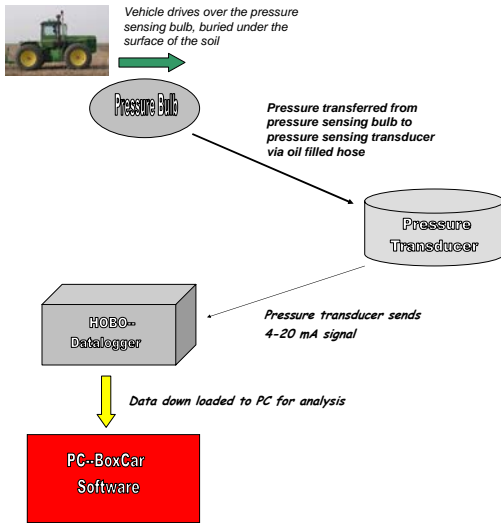 Vehicle drives over the pressure
sensing bulb, buried under the
surface of the soil
Pressure Bulb
Pressure transferred from
pressure sensing bulb to
pressure sensing transducer
via oil filled hose
Pressure
Transducer
Pressure transducer sends
4-20 mA signal
HOBO--
Datalogger
Data down loaded to PC for analysis
PC--BoxCar
Software